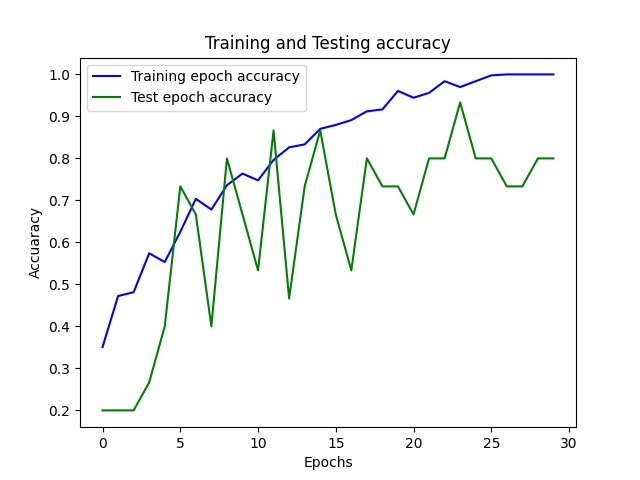 Training and Testing accuracy
Training epoch accuracy
Test epoch accuracy
1.0
0.9
0.8
0.7
0.6
0.5
0.4
0.3
0.2
Accuaracy
0 5 10 15 20 25 30
Epochs